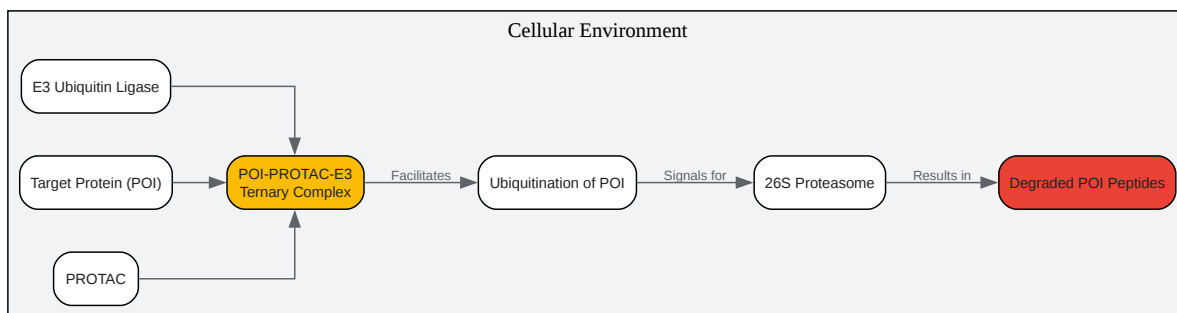 Cellular Environment
E3 Ubiquitin Ligase
Target Protein (POI)
PROTAC
POI-PROTAC-E3
Ternary Complex
Facilitates
Ubiquitination of POI
Signals for
26S Proteasome
Results in
Degraded POI Peptides